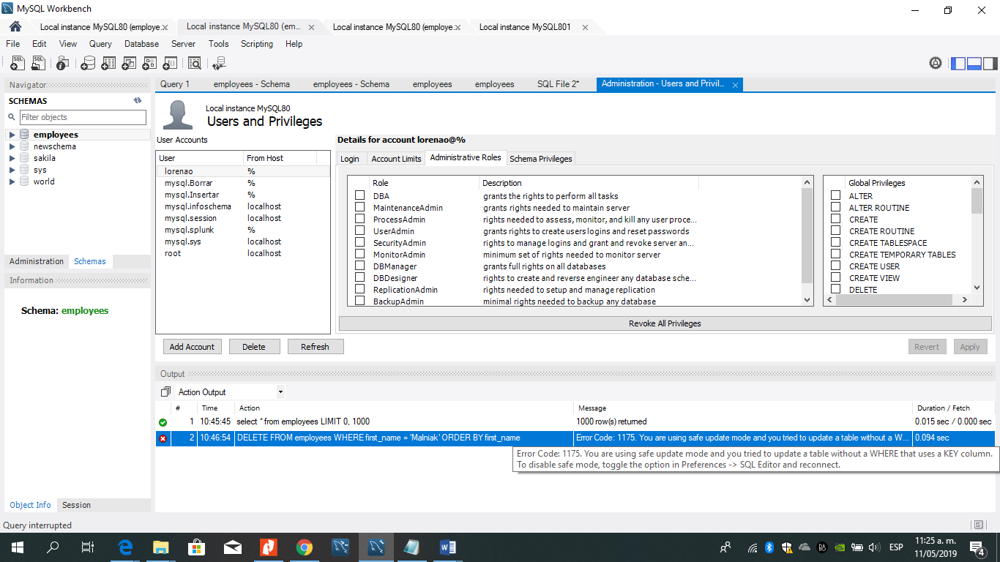 MySQL Workbench
Local instance MySQL80 (employe... Local instance MySQL80 (em... Local instance MySQL80 (employe... Local instance MySQL801
File Edit View Query Database Server Tools Scripting Help
Navigator
SCHEMAS
Filter objects
employees
newschema
sakila
sys
world
Administration Schemas
Information
Schema: employees
Object Info Session
Query 1 employees - Schema employees - Schema employees employees SQL File 2* Administration - Users and Privil...
Local instance MySQL80
Users and Privileges
User Accounts
User From Host
lorenao %
mysql.Borrar %
mysql.Insertar %
mysql.infoschema localhost
mysql.session localhost
mysql.splunk %
mysql.sys localhost
root localhost
Add Account Delete Refresh
Details for account lorenao@%
Login Account Limits Administrative Roles Schema Privileges
Role Description
DBA grants the rights to perform all tasks
MaintenanceAdmin grants rights needed to maintain server
ProcessAdmin rights needed to assess, monitor, and kill any user proce...
UserAdmin grants rights to create users logins and reset passwords
SecurityAdmin rights to manage logins and grant and revoke server an...
MonitorAdmin minimum set of rights needed to monitor server
DBManager grants full rights on all databases
DBDesigner rights to create and reverse engineer any database sche...
ReplicationAdmin rights needed to setup and manage replication
BackupAdmin minimal rights needed to backup any database
Global Privileges
ALTER
ALTER ROUTINE
CREATE
CREATE ROUTINE
CREATE TABLESPACE
CREATE TEMPORARY TABLES
CREATE USER
CREATE VIEW
DELETE
Revoke All Privileges
Revert Apply
Output
Action Output
# Time Action Message Duration / Fetch
1 10:45:45 select * from employees LIMIT 0, 1000 1000 row(s) returned 0.015 sec / 0.000 sec
2 10:46:54 DELETE FROM employees WHERE first_name = 'Malniak' ORDER BY first_name Error Code: 1175. You are using safe update mode and you tried to update a table without a W... 0.094 sec
Error Code: 1175. You are using safe update mode and you tried to update a table without a WHERE that uses a KEY column.
To disable safe mode, toggle the option in Preferences -> SQL Editor and reconnect.
Query interrupted
ESP
11:25 a. m.
11/05/2019
4